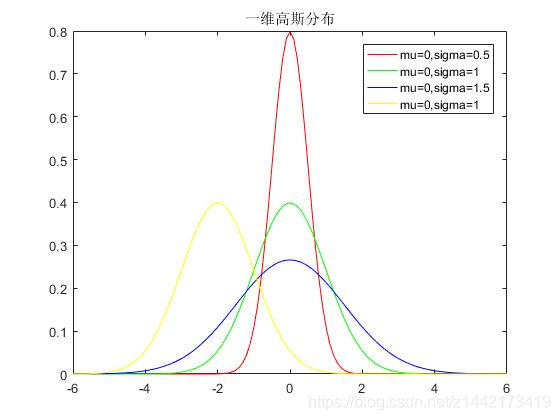 一维高斯分布
0.8
0.7
0.6
0.5
0.4
0.3
0.2
0.1
0
mu=0,sigma=0.5
mu=0,sigma=1
mu=0,sigma=1.5
mu=0,sigma=1
-6 -4 -2 0 2 4 6
https://blog.csdn.net/z1442173419